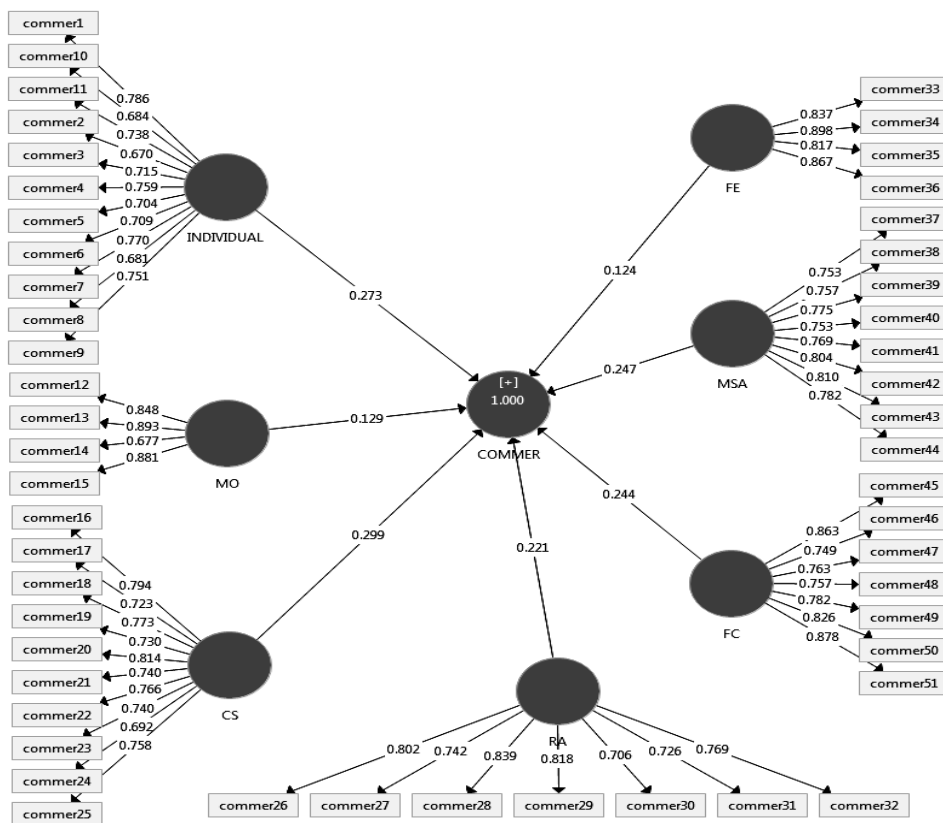 commer1
commer10
commer11
commer2
commer3
commer4
commer5
commer6
commer7
commer8
commer9
0.786
0.684
0.738
0.670
0.715
0.759
0.704
0.709
0.770
0.681
0.751
INDIVIDUAL
0.273
commer12
commer13
commer14
commer15
0.848
0.893
0.677
0.881
MO
0.129
commer16
commer17
commer18
commer19
commer20
commer21
commer22
commer23
commer24
commer25
0.794
0.723
0.773
0.730
0.814
0.740
0.766
0.740
0.692
0.758
CS
0.299
[+]
1.000
COMMER
FE
0.124
0.837
0.898
0.817
0.867
commer33
commer34
commer35
commer36
MSA
0.247
0.753
0.757
0.775
0.753
0.769
0.804
0.810
0.782
commer37
commer38
commer39
commer40
commer41
commer42
commer43
commer44
FC
0.244
0.863
0.749
0.763
0.757
0.782
0.826
0.878
commer45
commer46
commer47
commer48
commer49
commer50
commer51
0.221
RA
0.802
0.742
0.839
0.818
0.706
0.726
0.769
commer26
commer27
commer28
commer29
commer30
commer31
commer32